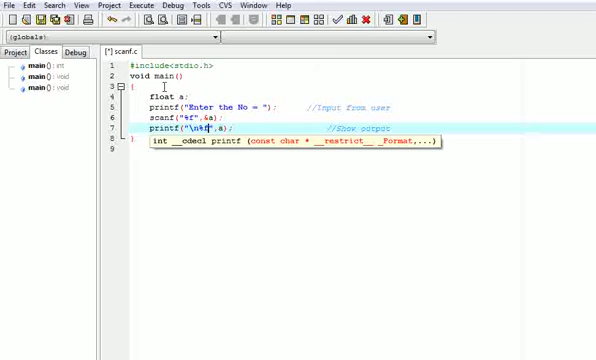 File Edit Search View Project Execute Debug Tools CVS Window Help
(globals)
Project Classes Debug
[*] scanf.c
main() : int
main() : void
main() : void
1 #include<stdio.h>
2 void main()
3 {
4 float a;
5 printf("Enter the No = "); //Input from user
6 scanf("%f",&a);
7 printf("\n%f",a); //Show output
int __cdecl printf (const char * __restrict__ _Format,...)
8 }
9